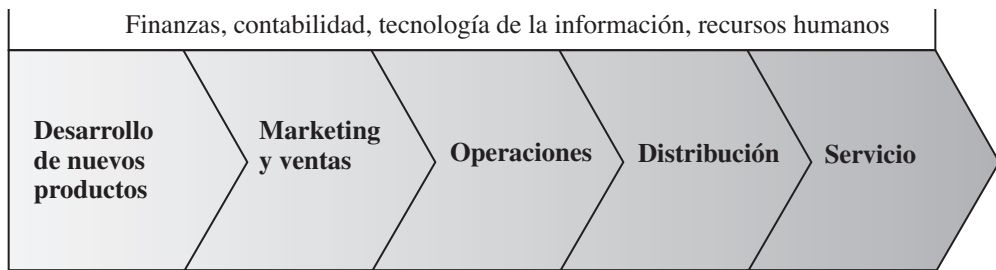 Finanzas, contabilidad, tecnología de la información, recursos humanos
Desarrollo
de nuevos
productos
Marketing
y ventas
Operaciones
Distribución
Servicio